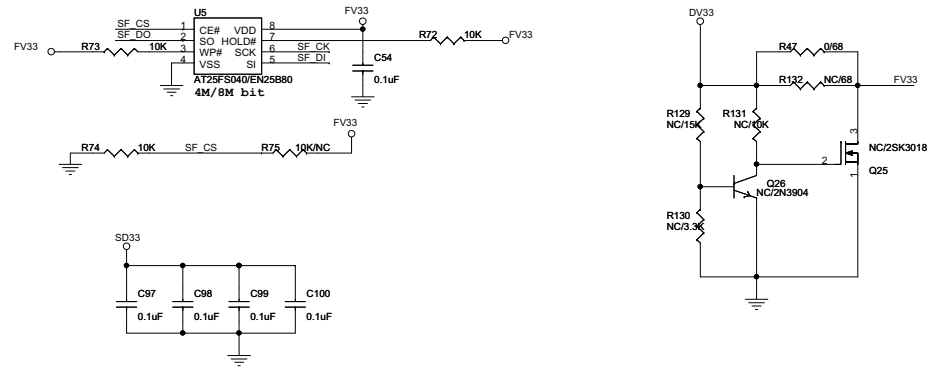 U5
SF_CS 1 CE# VDD 8 FV33
SF_DO 2 SO HOLD# 7 R72 10K FV33
FV33 R73 10K 3 WP# SCK 6 SF_CK
4 VSS SI 5 SF_DI
C54
0.1uF
AT25FS040/EN25B80
4M/8M bit
FV33
R74 10K SF_CS R75 10K/NC
SD33
C97 C98 C99 C100
0.1uF 0.1uF 0.1uF 0.1uF
DV33
R47 0/68
R132 NC/68 FV33
R129 R131
NC/15K NC/10K
3
NC/2SK3018
2
Q25
1
Q26
NC/2N3904
R130
NC/3.3K